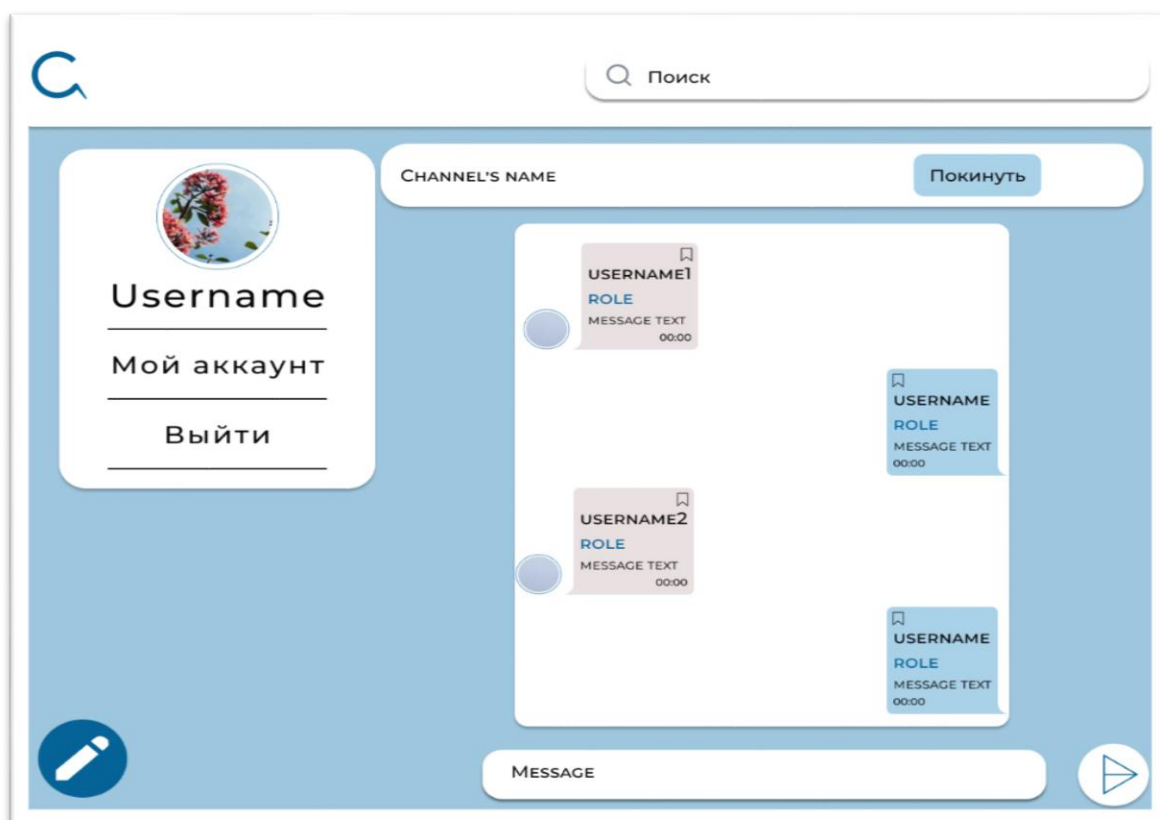 Поиск
Username
Мой аккаунт
Выйти
CHANNEL'S NAME
Покинуть
USERNAME1
ROLE
MESSAGE TEXT
00:00
USERNAME
ROLE
MESSAGE TEXT
00:00
USERNAME2
ROLE
MESSAGE TEXT
00:00
USERNAME
ROLE
MESSAGE TEXT
00:00
MESSAGE